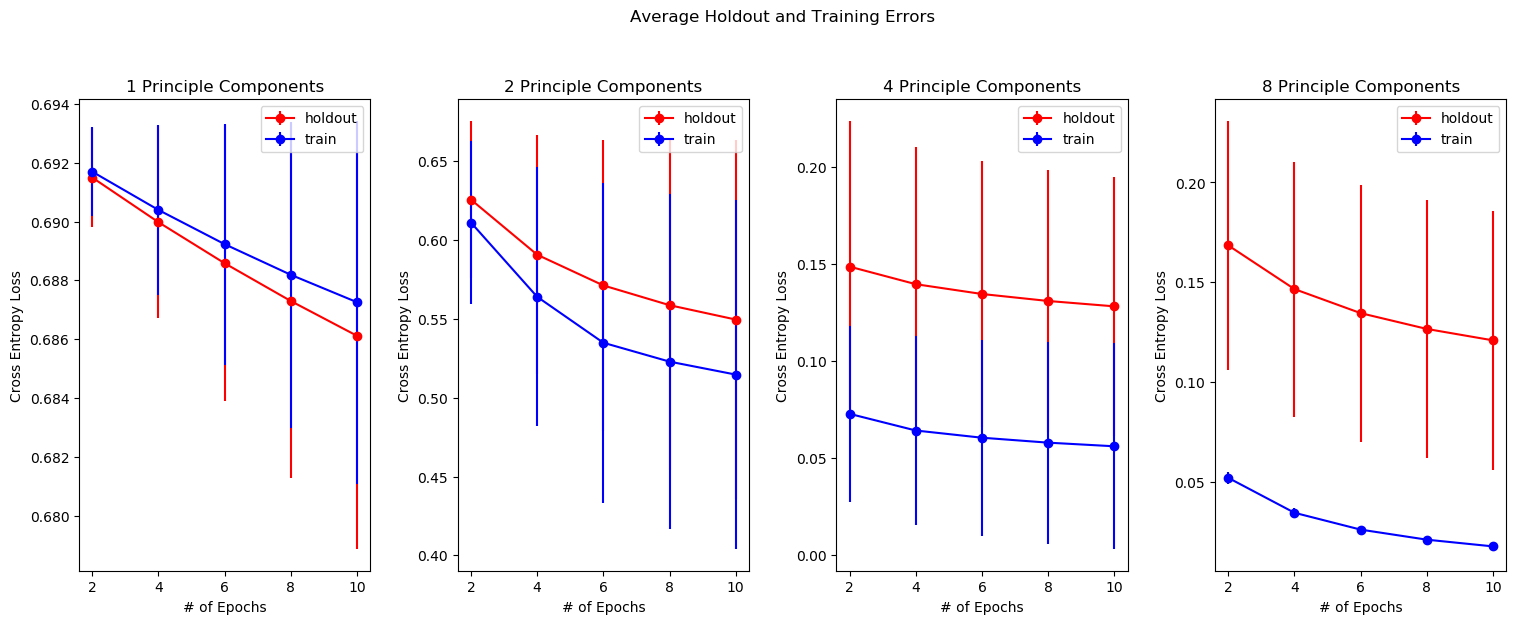 Average Holdout and Training Errors
1 Principle Components
0.694
0.692
0.690
0.688
0.686
0.684
0.682
0.680
Cross Entropy Loss
2
4
6
8
10
# of Epochs
holdout
train
2 Principle Components
0.65
0.60
0.55
0.50
0.45
0.40
Cross Entropy Loss
2
4
6
8
10
# of Epochs
holdout
train
4 Principle Components
0.20
0.15
0.10
0.05
0.00
Cross Entropy Loss
2
4
6
8
10
# of Epochs
holdout
train
8 Principle Components
0.20
0.15
0.10
0.05
Cross Entropy Loss
2
4
6
8
10
# of Epochs
holdout
train